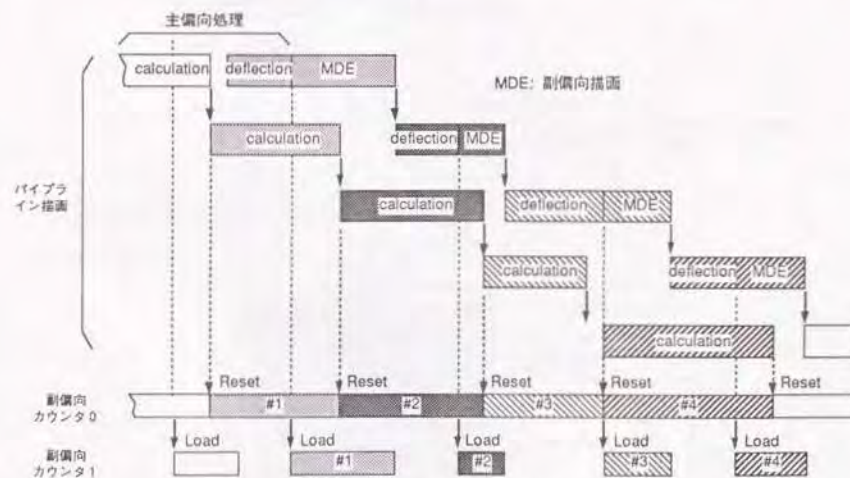 主偏向処理
calculation deflection MDE
MDE: 副偏向描画
calculation deflection MDE
パイプラ
イン描画
calculation deflection MDE
calculation deflection MDE
calculation
Reset Reset Reset Reset Reset
副偏向
カウンタ0
#1 #2 #3 #4
Load Load Load Load Load
副偏向
カウンタ1
#1 #2 #3 #4